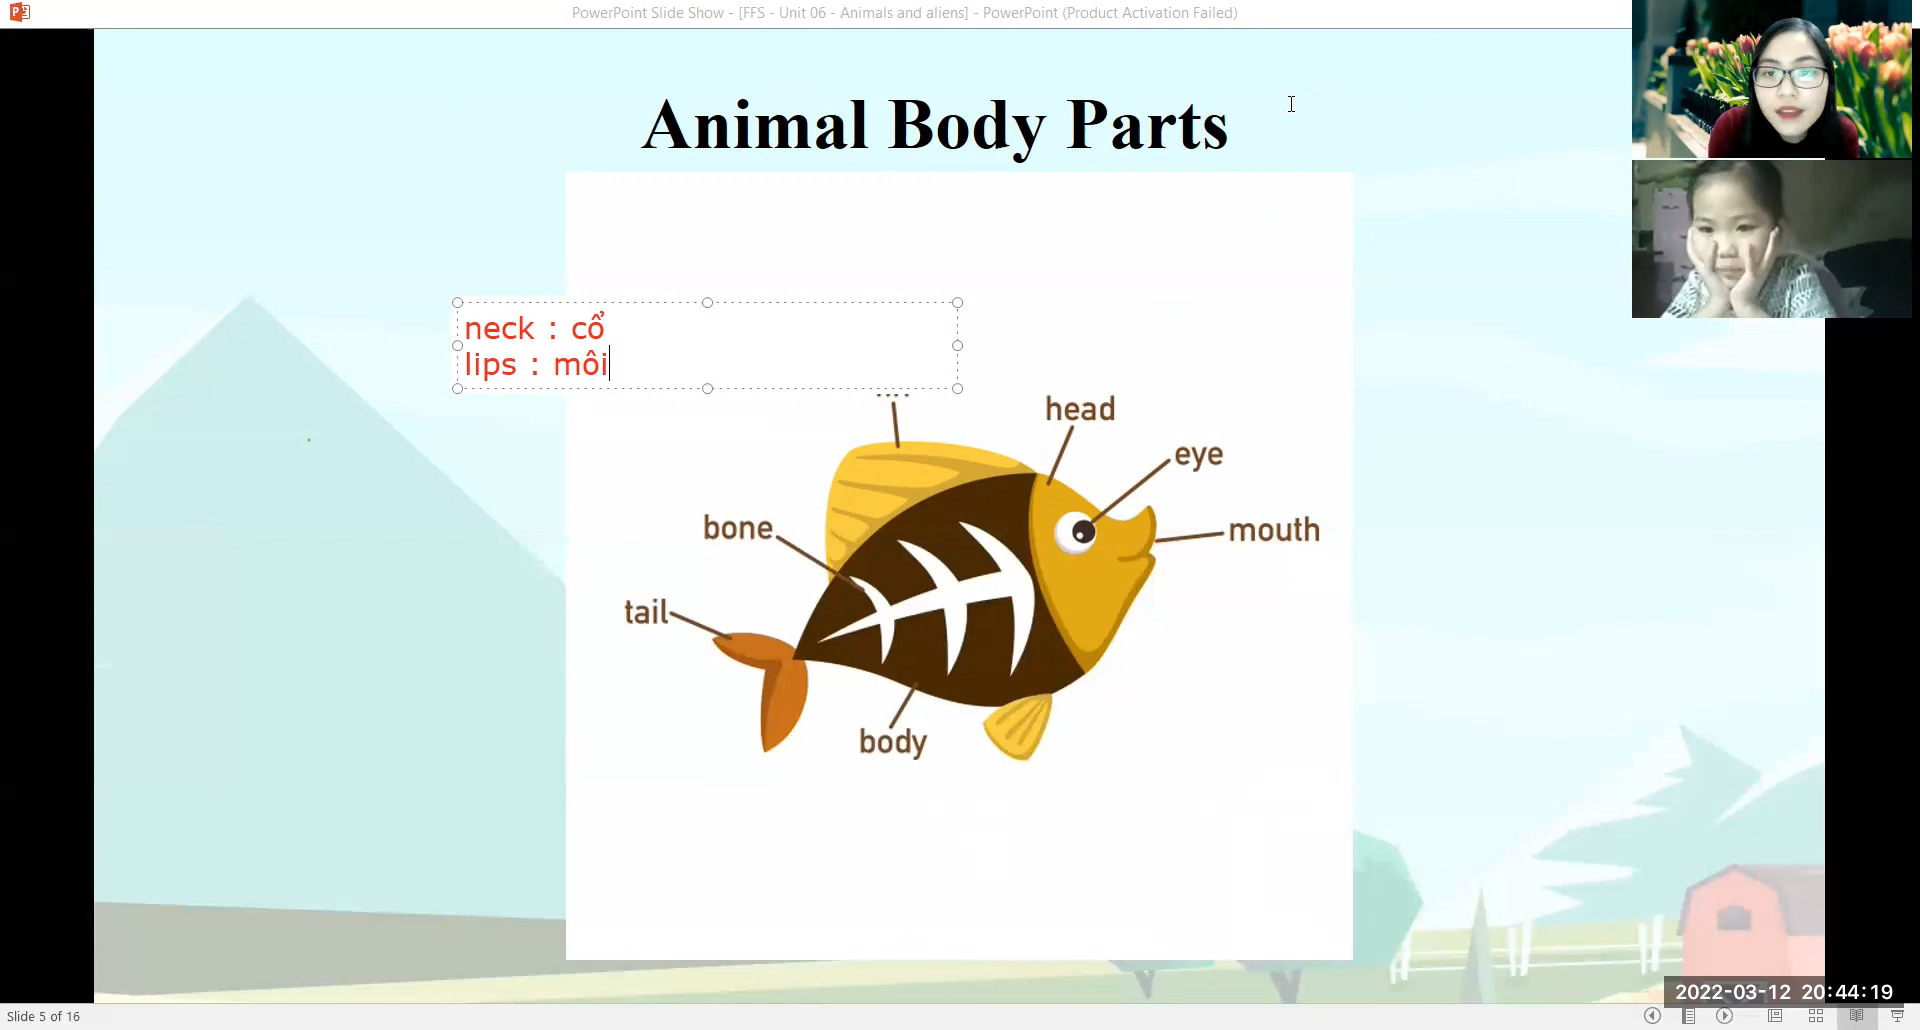 PowerPoint Slide Show - [FFS - Unit 06 - Animals and aliens] - PowerPoint (Product Activation Failed)
Animal Body Parts
neck : cổ
lips : môi
head
eye
bone
mouth
tail
body
2022-03-12 20:44:19
Slide 5 of 16